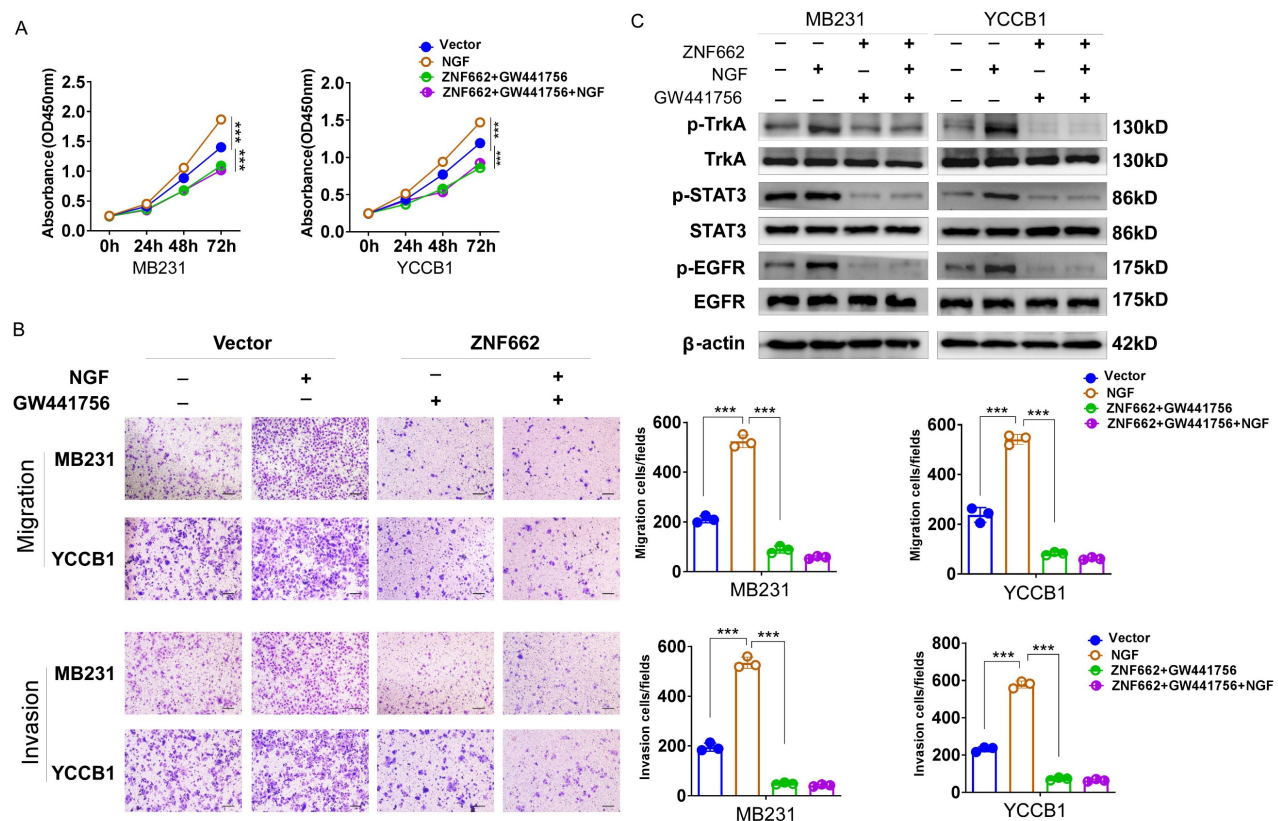 A
Vector
NGF
ZNF662+GW441756
ZNF662+GW441756+NGF
Absorbance(OD450nm)
2.5
2.0
1.5
1.0
0.5
0.0
0h 24h 48h 72h
MB231
*** ***
Absorbance(OD450nm)
2.0
1.5
1.0
0.5
0.0
0h 24h 48h 72h
YCCB1
*** ***
C
MB231 YCCB1
ZNF662 – – + + – – + +
NGF – + – + – + – +
GW441756 – – + + – – + +
p-TrkA 130kD
TrkA 130kD
p-STAT3 86kD
STAT3 86kD
p-EGFR 175kD
EGFR 175kD
β-actin 42kD
B
Vector ZNF662
NGF – + – +
GW441756 – – + +
Migration
MB231
YCCB1
Invasion
MB231
YCCB1
Migration cells/fields
600
400
200
0
*** ***
MB231
Migration cells/fields
600
400
200
0
*** ***
YCCB1
Vector
NGF
ZNF662+GW441756
ZNF662+GW441756+NGF
Invasion cells/fields
600
400
200
0
*** ***
MB231
Invasion cells/fields
800
600
400
200
0
*** ***
YCCB1
Vector
NGF
ZNF662+GW441756
ZNF662+GW441756+NGF